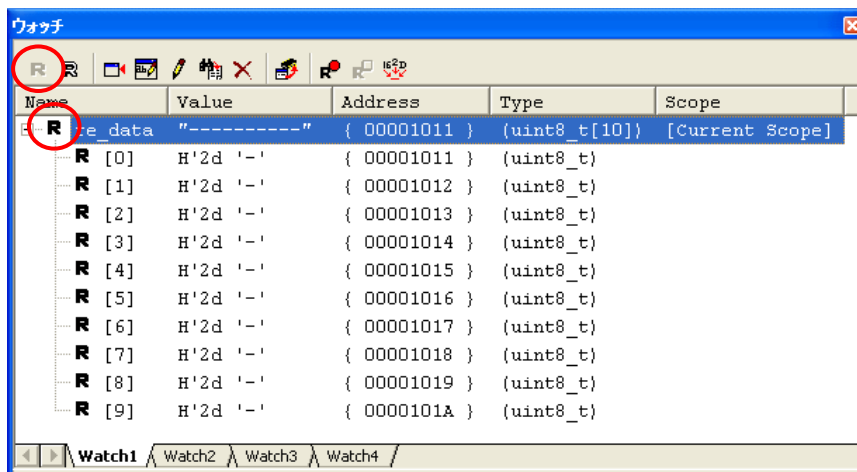 ウォッチ
R R R R 16 2 D
Name Value Address Type Scope
R re_data "----------" { 00001011 } (uint8_t[10]) [Current Scope]
R [0] H'2d '-' { 00001011 } (uint8_t)
R [1] H'2d '-' { 00001012 } (uint8_t)
R [2] H'2d '-' { 00001013 } (uint8_t)
R [3] H'2d '-' { 00001014 } (uint8_t)
R [4] H'2d '-' { 00001015 } (uint8_t)
R [5] H'2d '-' { 00001016 } (uint8_t)
R [6] H'2d '-' { 00001017 } (uint8_t)
R [7] H'2d '-' { 00001018 } (uint8_t)
R [8] H'2d '-' { 00001019 } (uint8_t)
R [9] H'2d '-' { 0000101A } (uint8_t)
Watch1 Watch2 Watch3 Watch4